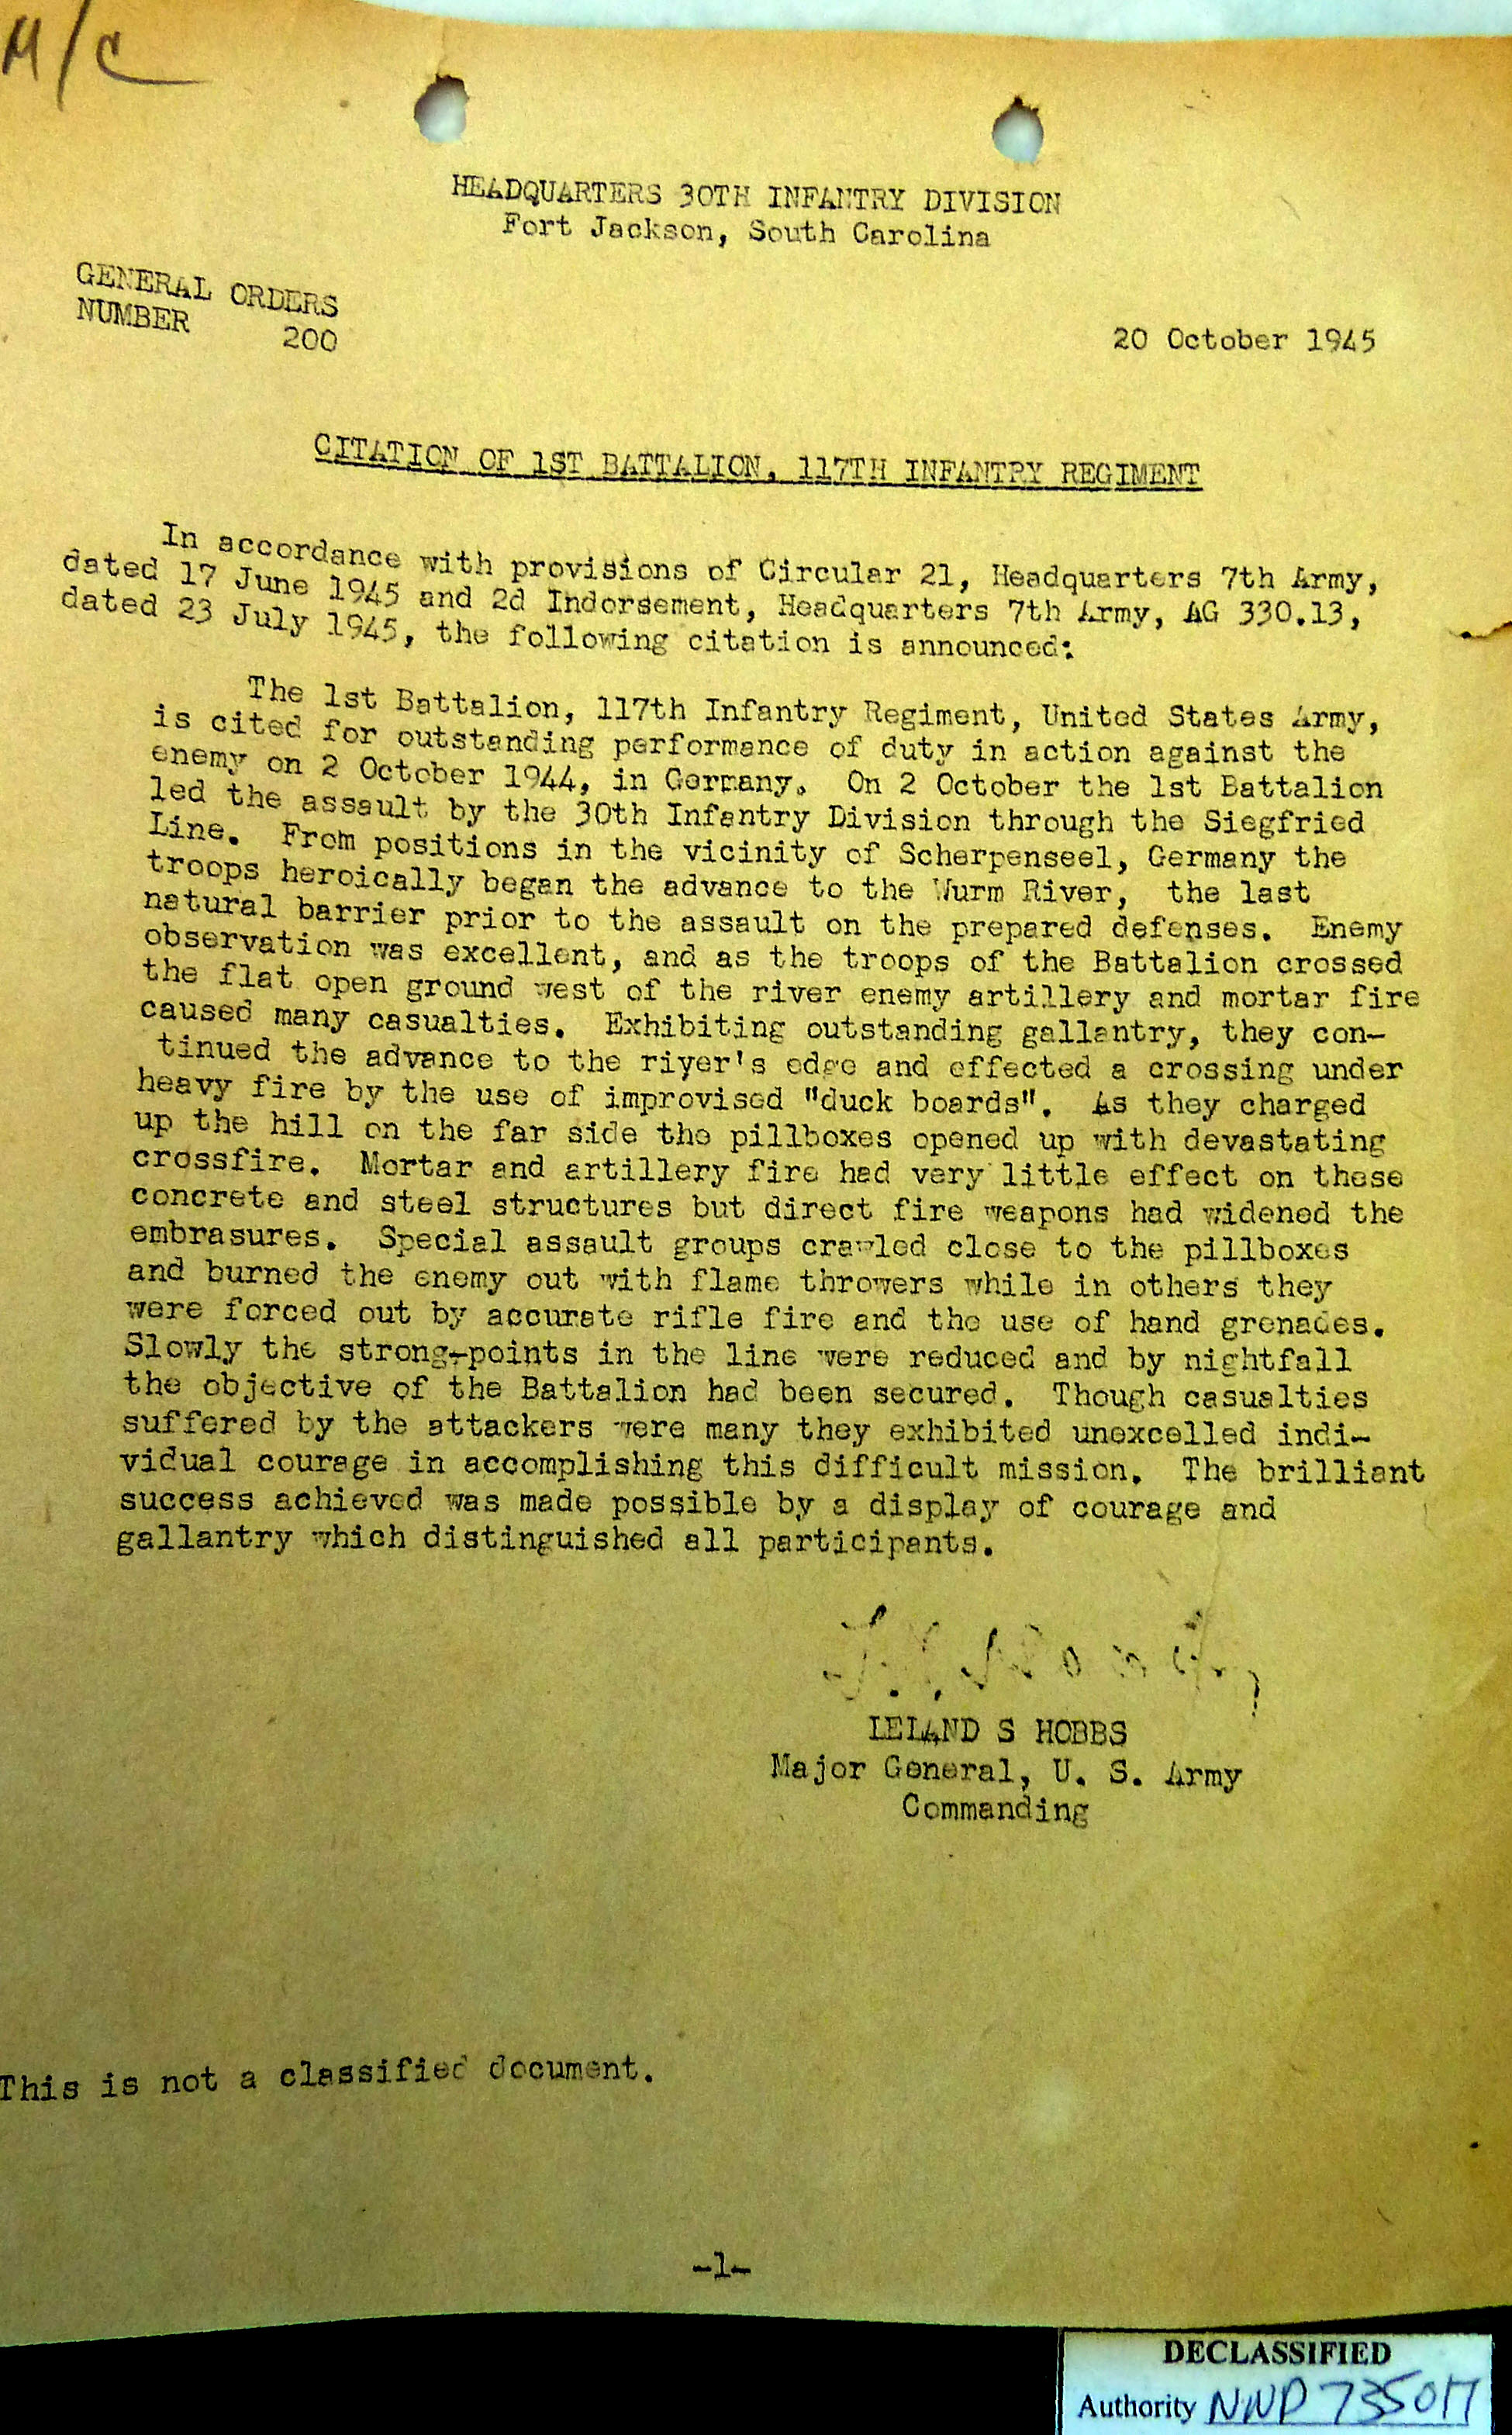 M/C
HEADQUARTERS 30TH INFANTRY DIVISION
Fort Jackson, South Carolina
GENERAL ORDERS
NUMBER 200
20 October 1945
CITATION OF 1ST BATTALION, 117TH INFANTRY REGIMENT
In accordance with provisions of Circular 21, Headquarters 7th Army,
dated 17 June 1945 and 2d Indorsement, Headquarters 7th Army, AG 330.13,
dated 23 July 1945, the following citation is announced:
The 1st Battalion, 117th Infantry Regiment, United States Army,
is cited for outstanding performance of duty in action against the
enemy on 2 October 1944, in Germany. On 2 October the 1st Battalion
led the assault by the 30th Infantry Division through the Siegfried
Line. From positions in the vicinity of Scherpenseel, Germany the
troops heroically began the advance to the Wurm River, the last
natural barrier prior to the assault on the prepared defenses. Enemy
observation was excellent, and as the troops of the Battalion crossed
the flat open ground west of the river enemy artillery and mortar fire
caused many casualties. Exhibiting outstanding gallantry, they con-
tinued the advance to the river's edge and effected a crossing under
heavy fire by the use of improvised "duck boards". As they charged
up the hill on the far side the pillboxes opened up with devastating
crossfire. Mortar and artillery fire had very little effect on these
concrete and steel structures but direct fire weapons had widened the
embrasures. Special assault groups crawled close to the pillboxes
and burned the enemy out with flame throwers while in others they
were forced out by accurate rifle fire and the use of hand grenades.
Slowly the strong-points in the line were reduced and by nightfall
the objective of the Battalion had been secured. Though casualties
suffered by the attackers were many they exhibited unexcelled indi-
vidual courage in accomplishing this difficult mission. The brilliant
success achieved was made possible by a display of courage and
gallantry which distinguished all participants.
LELAND S HOBBS
Major General, U. S. Army
Commanding
This is not a classified document.
-1-
DECLASSIFIED
Authority NND 735017